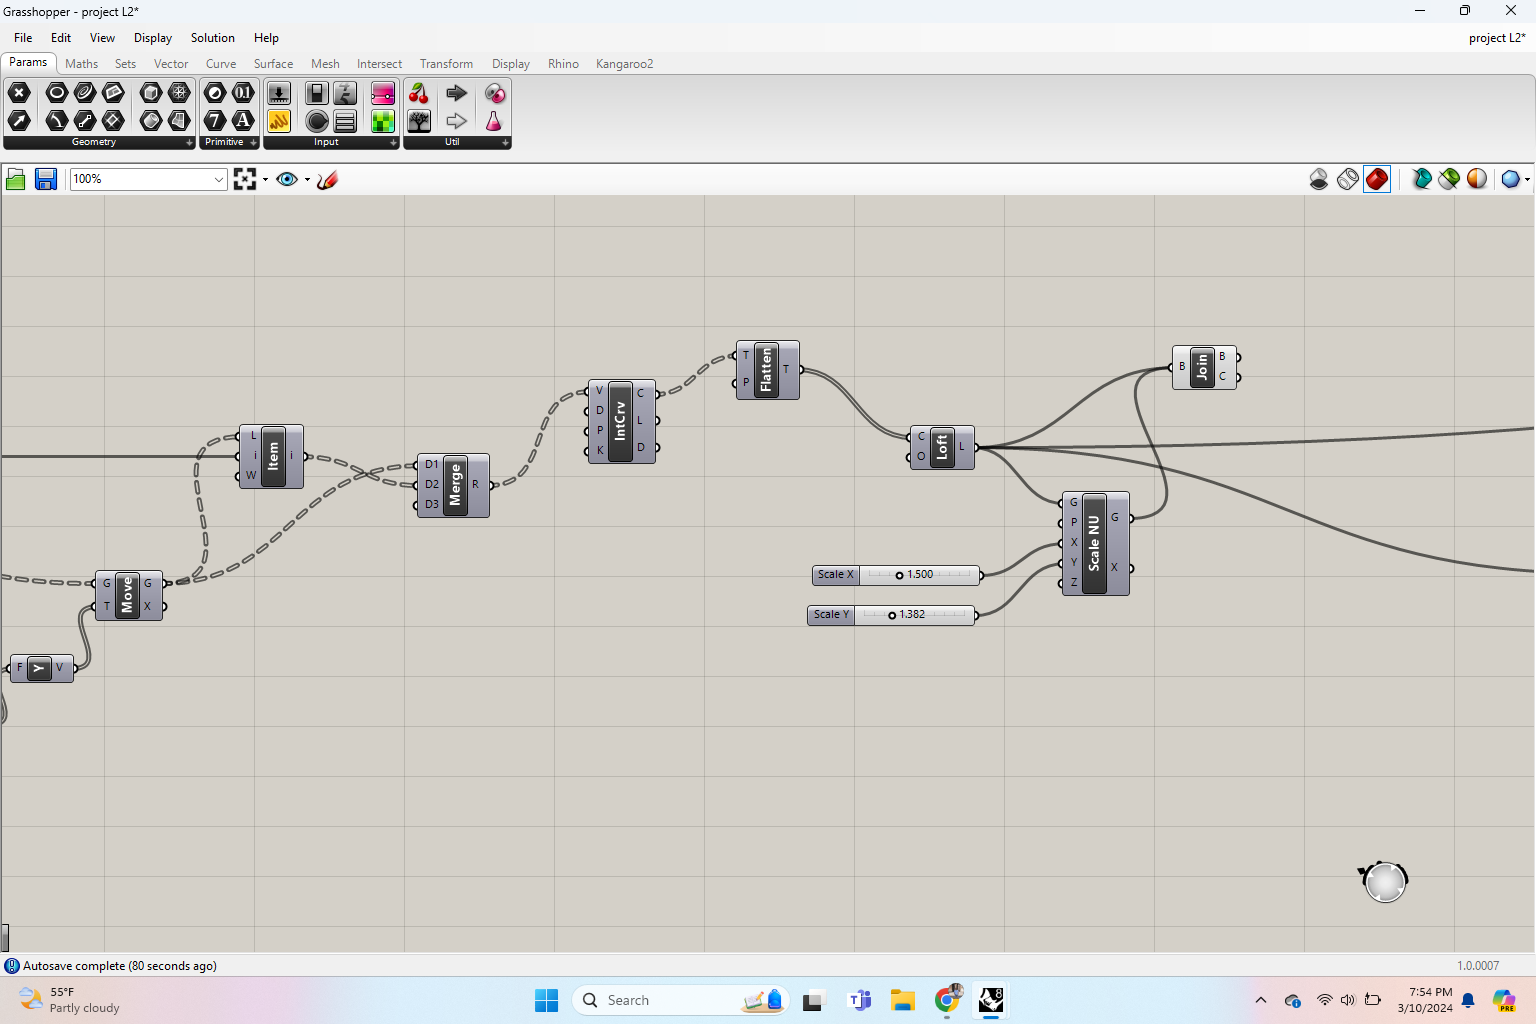 Grasshopper - project L2*
File Edit View Display Solution Help
project L2*
Params Maths Sets Vector Curve Surface Mesh Intersect Transform Display Rhino Kangaroo2
0.1
7 A
Geometry Primitive Input Util
100%
T
P
Flatten
T
B
Join
B
C
V
D
P
K
IntCrv
C
L
D
L
i
W
Item
i
C
O
Loft
L
D1
D2
D3
Merge
R
G
P
X
Y
Z
Scale NU
G
X
Scale X 1.500
Scale Y 1.382
G
T
Move
G
X
F
Y
V
Autosave complete (80 seconds ago)
1.0.0007
55°F
Partly cloudy
Search
8
7:54 PM
3/10/2024
PRE